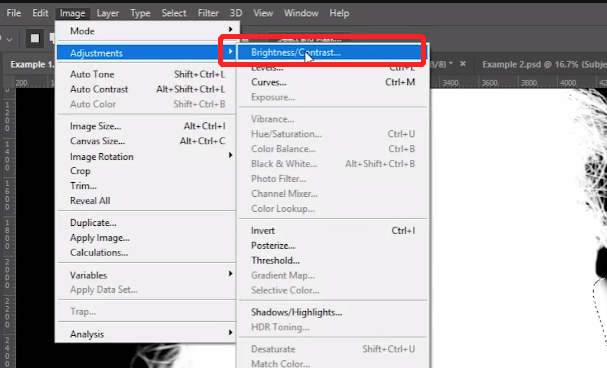 File Edit Image Layer Type Select Filter 3D View Window Help
Mode
Adjustments
Brightness/Contrast...
Example 1.
/8) * × Example 2.psd @ 16.7% (Subje
Levels... Ctrl+L
Auto Tone Shift+Ctrl+L
Curves... Ctrl+M
200 3400 3600 3800 4000 42
Auto Contrast Alt+Shift+Ctrl+L
Exposure...
Auto Color Shift+Ctrl+B
Vibrance...
Image Size... Alt+Ctrl+I
Hue/Saturation... Ctrl+U
Canvas Size... Alt+Ctrl+C
Color Balance... Ctrl+B
Image Rotation
Black & White... Alt+Shift+Ctrl+B
Crop
Photo Filter...
Trim...
Channel Mixer...
Reveal All
Color Lookup...
Duplicate...
Invert Ctrl+I
Apply Image...
Posterize...
Calculations...
Threshold...
Variables
Gradient Map...
Apply Data Set...
Selective Color...
Trap...
Shadows/Highlights...
HDR Toning...
Analysis
Desaturate Shift+Ctrl+U
Match Color...